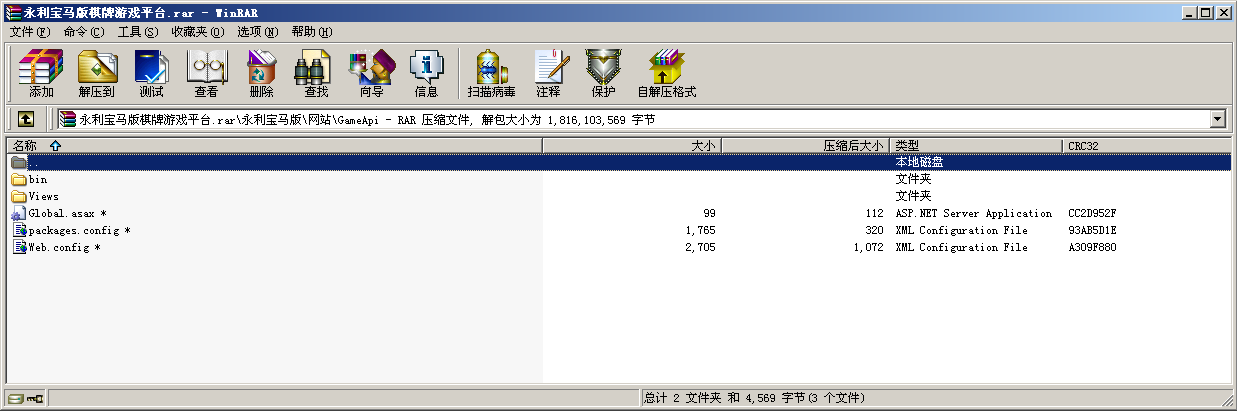 永利宝马版棋牌游戏平台.rar - WinRAR
文件(F) 命令(C) 工具(S) 收藏夹(O) 选项(N) 帮助(H)
添加 解压到 测试 查看 删除 查找 向导 信息 扫描病毒 注释 保护 自解压格式
永利宝马版棋牌游戏平台.rar\永利宝马版\网站\GameApi - RAR 压缩文件, 解包大小为 1,816,103,569 字节
名称 大小 压缩后大小 类型 CRC32
.. 本地磁盘
bin 文件夹
Views 文件夹
Global.asax * 99 112 ASP.NET Server Application CC2D952F
packages.config * 1,765 320 XML Configuration File 93AB5D1E
Web.config * 2,705 1,072 XML Configuration File A309F880
总计 2 文件夹 和 4,569 字节(3 个文件)